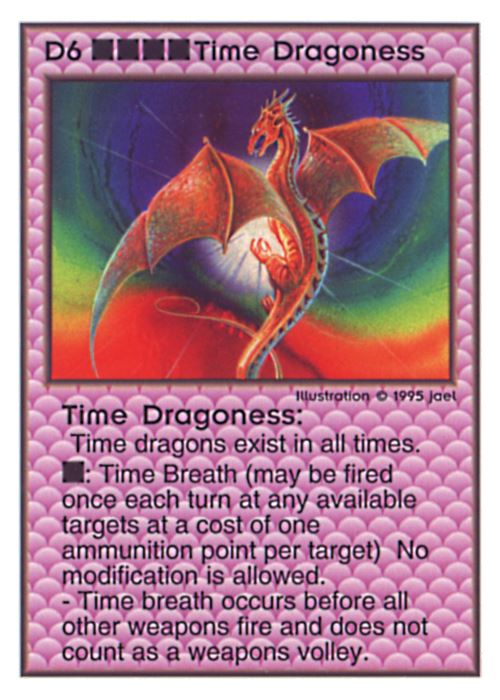 D6 ■■■■Time Dragoness
Illustration © 1995 jael
Time Dragoness:
Time dragons exist in all times.
■: Time Breath (may be fired
once each turn at any available
targets at a cost of one
ammunition point per target)  No
modification is allowed.
- Time breath occurs before all
other weapons fire and does not
count as a weapons volley.